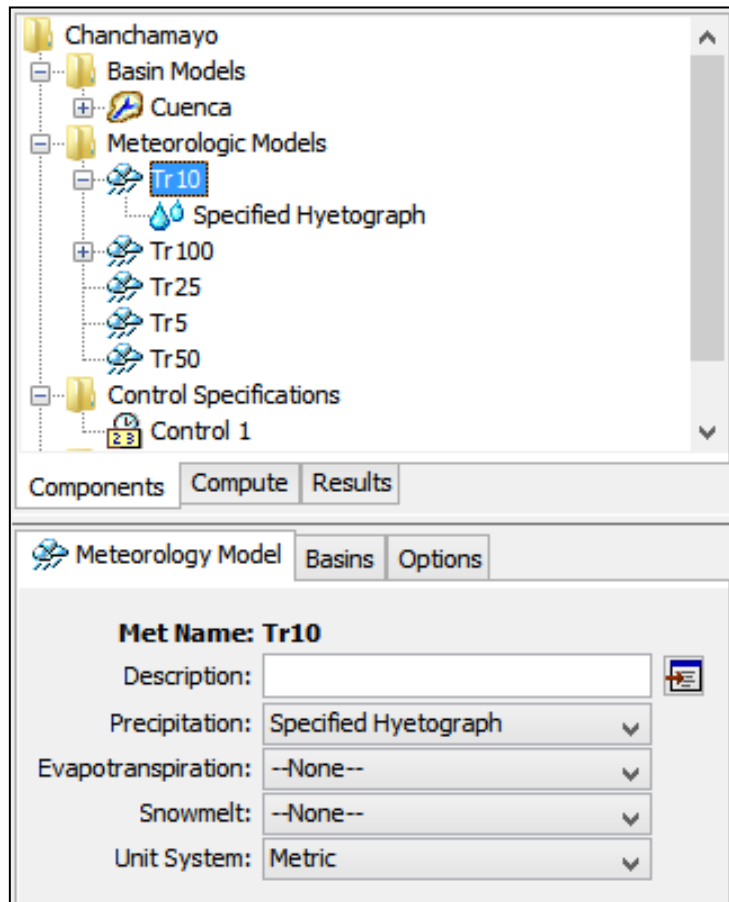 Chanchamayo
Basin Models
Cuenca
Meteorologic Models
Tr10
Specified Hyetograph
Tr100
Tr25
Tr5
Tr50
Control Specifications
Control 1
Components Compute Results
Meteorology Model Basins Options
Met Name: Tr10
Description:
Precipitation: Specified Hyetograph
Evapotranspiration: --None--
Snowmelt: --None--
Unit System: Metric